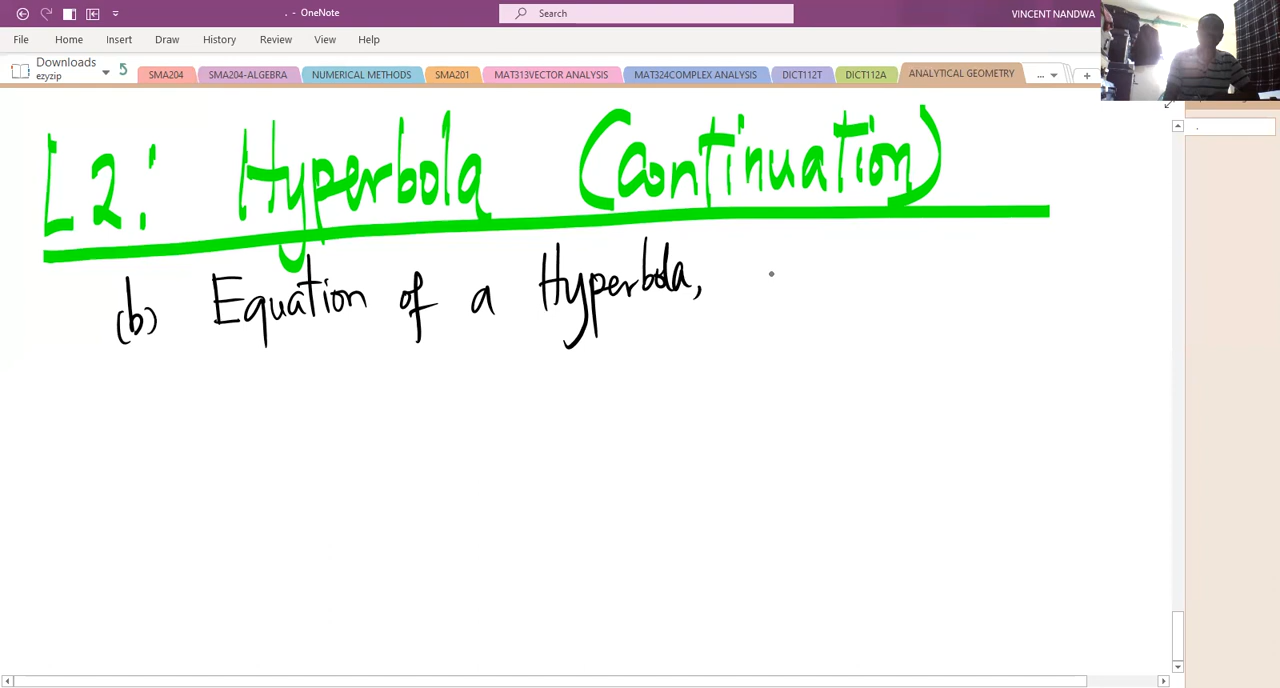 . - OneNote
Search
VINCENT NANDWA
File Home Insert Draw History Review View Help
Downloads
ezyzip
SMA204 SMA204-ALGEBRA NUMERICAL METHODS SMA201 MAT313VECTOR ANALYSIS MAT324COMPLEX ANALYSIS DICT112T DICT112A ANALYTICAL GEOMETRY ...
L2: Hyperbola (Continuation)
(b) Equation of a Hyperbola,